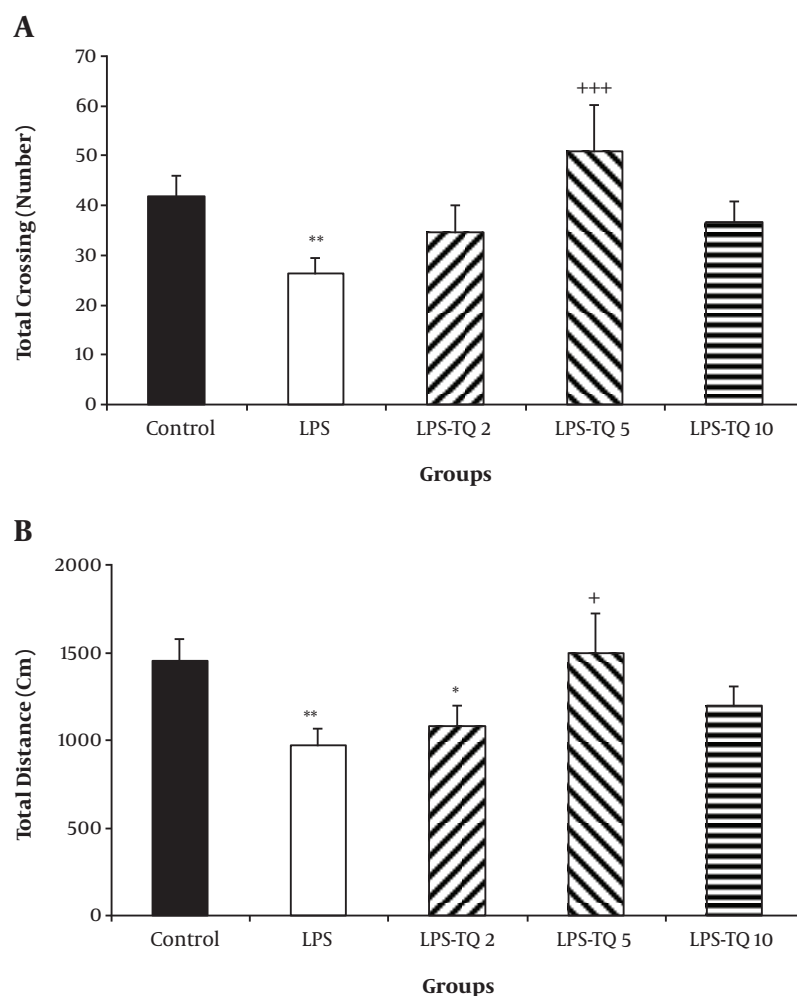 A
Total Crossing (Nunber)
70
60
50
40
30
20
10
0
**
+++
Control LPS LPS-TQ 2 LPS-TQ 5 LPS-TQ 10
Groups
B
Total Distance (Cm)
2000
1500
1000
500
0
**
*
+
Control LPS LPS-TQ 2 LPS-TQ 5 LPS-TQ 10
Groups